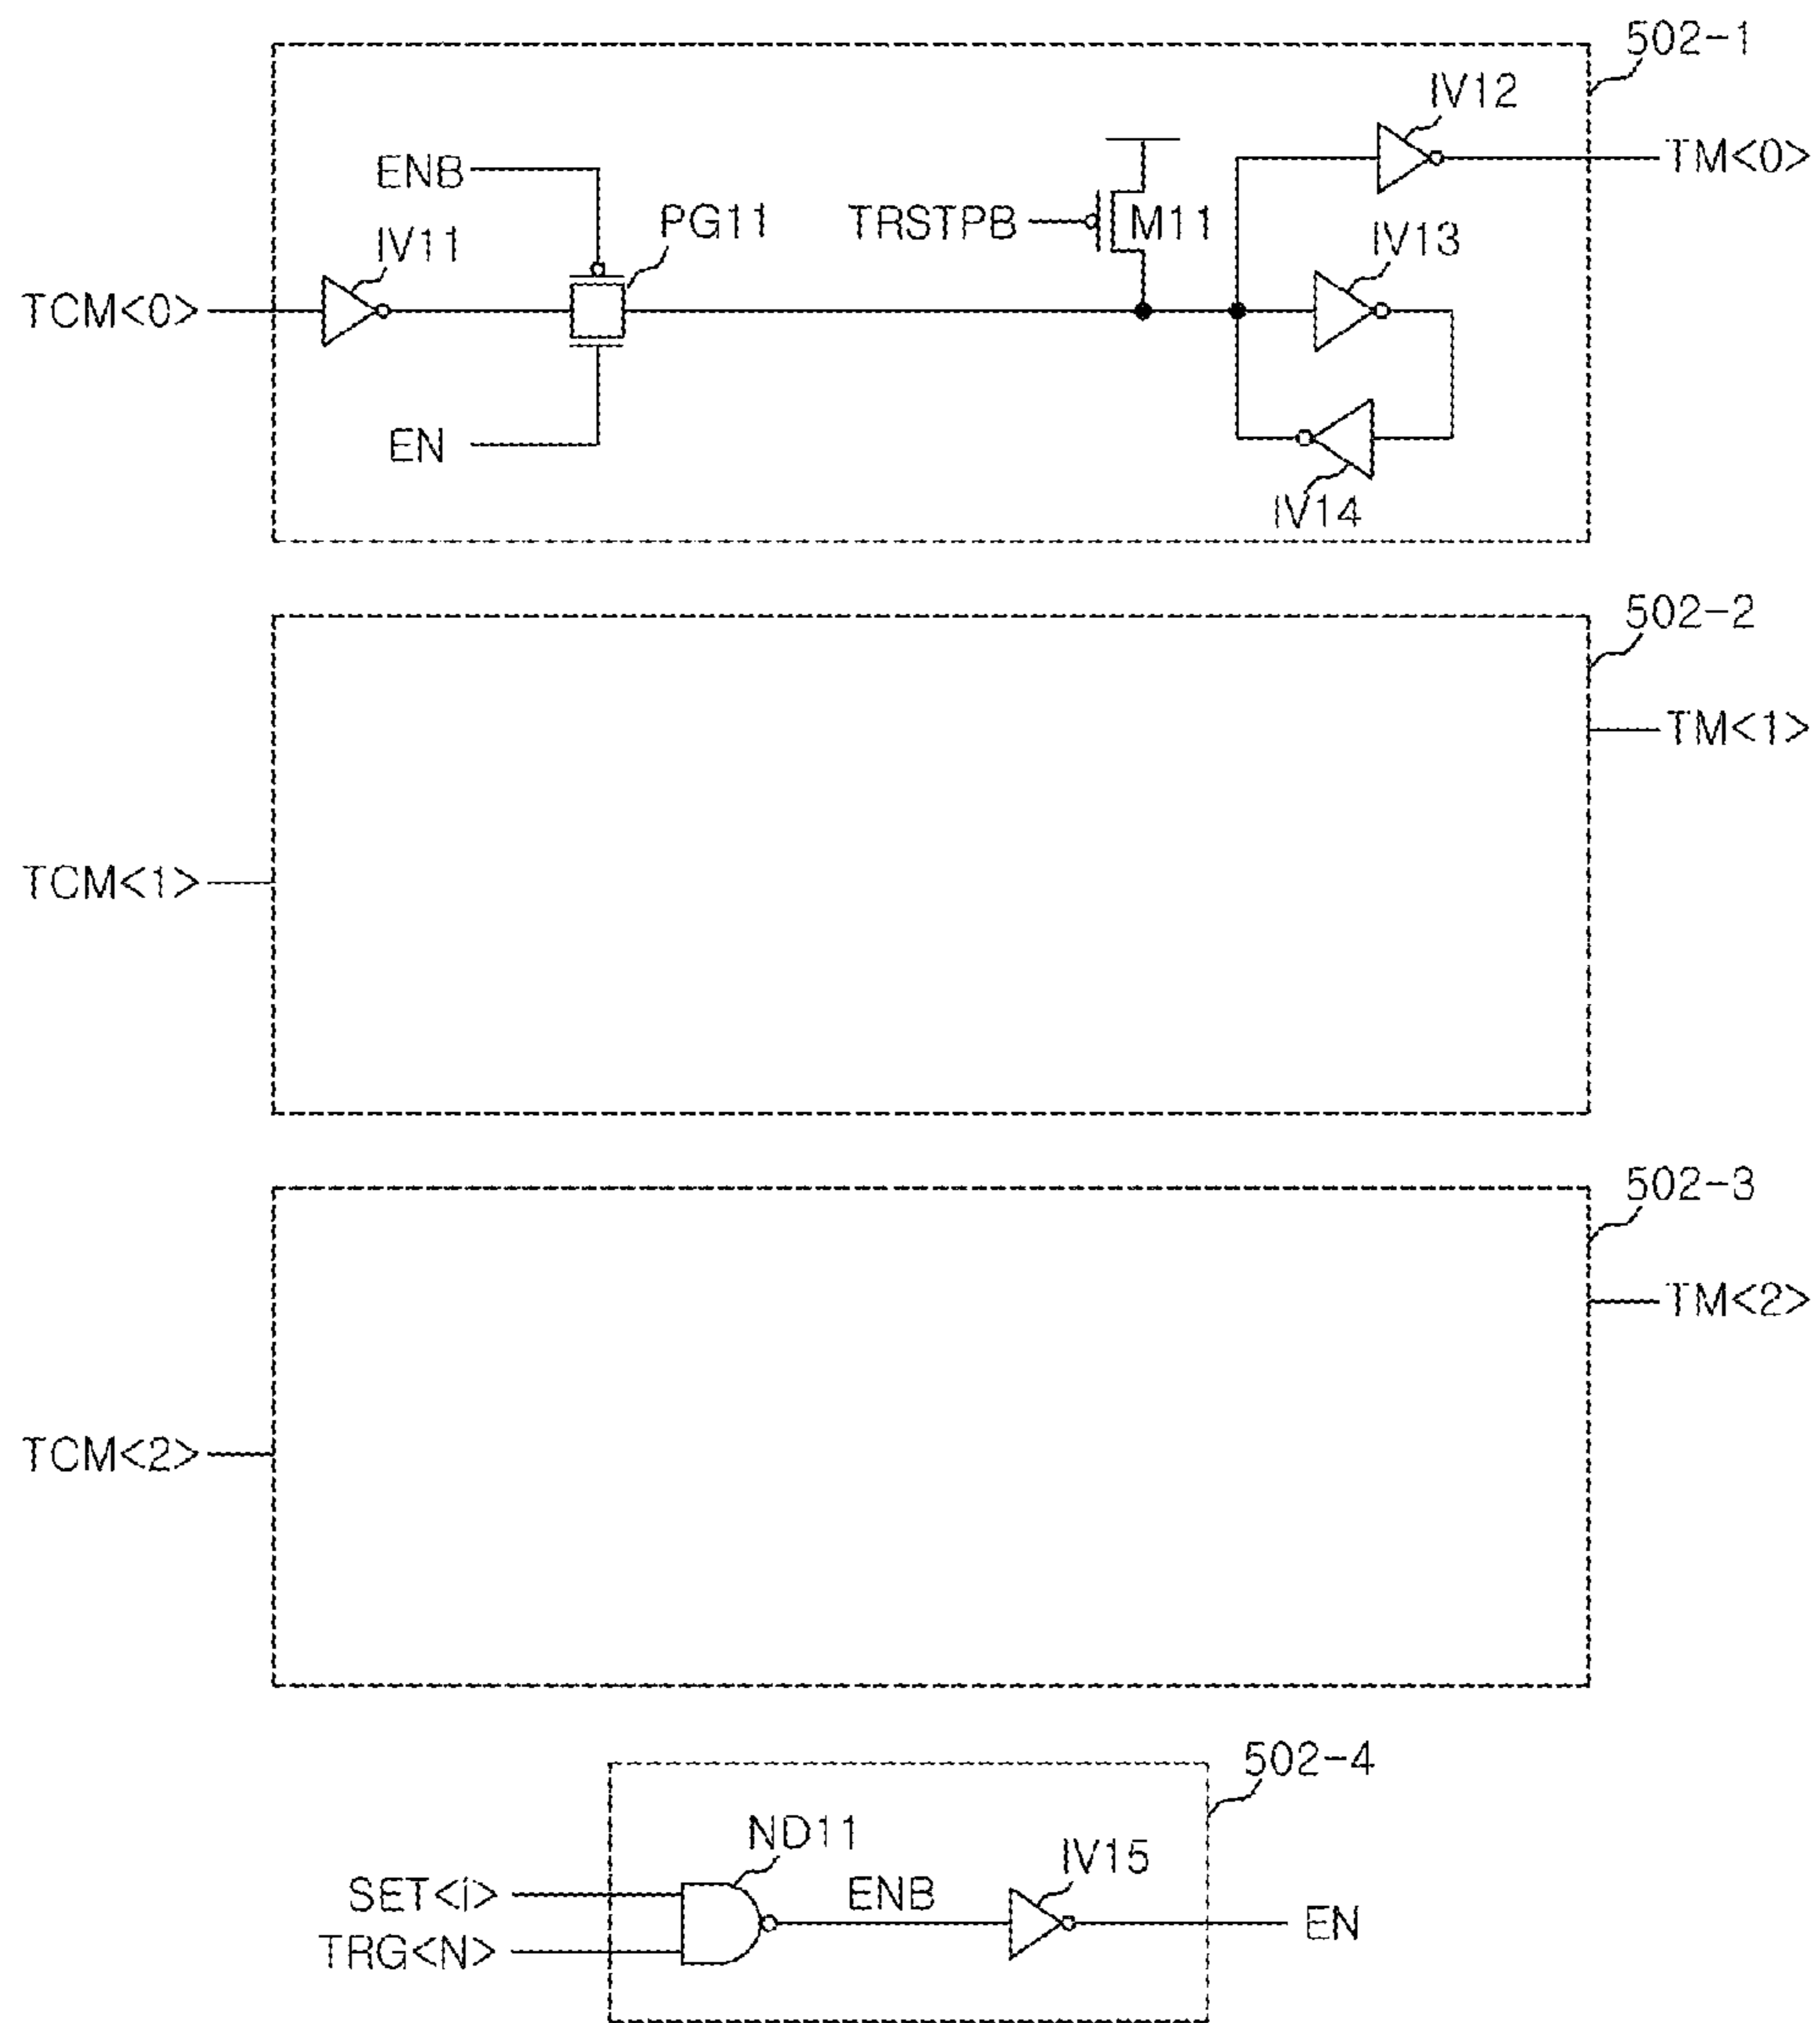 502-1
IV12
ENB
TM<0>
PG11
TRSTPB
M11
IV11
IV13
TCM<0>
EN
IV14
502-2
TM<1>
TCM<1>
502-3
TM<2>
TCM<2>
502-4
ND11
IV15
SET<i>
ENB
EN
TRG<N>